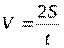 V = 2S/t